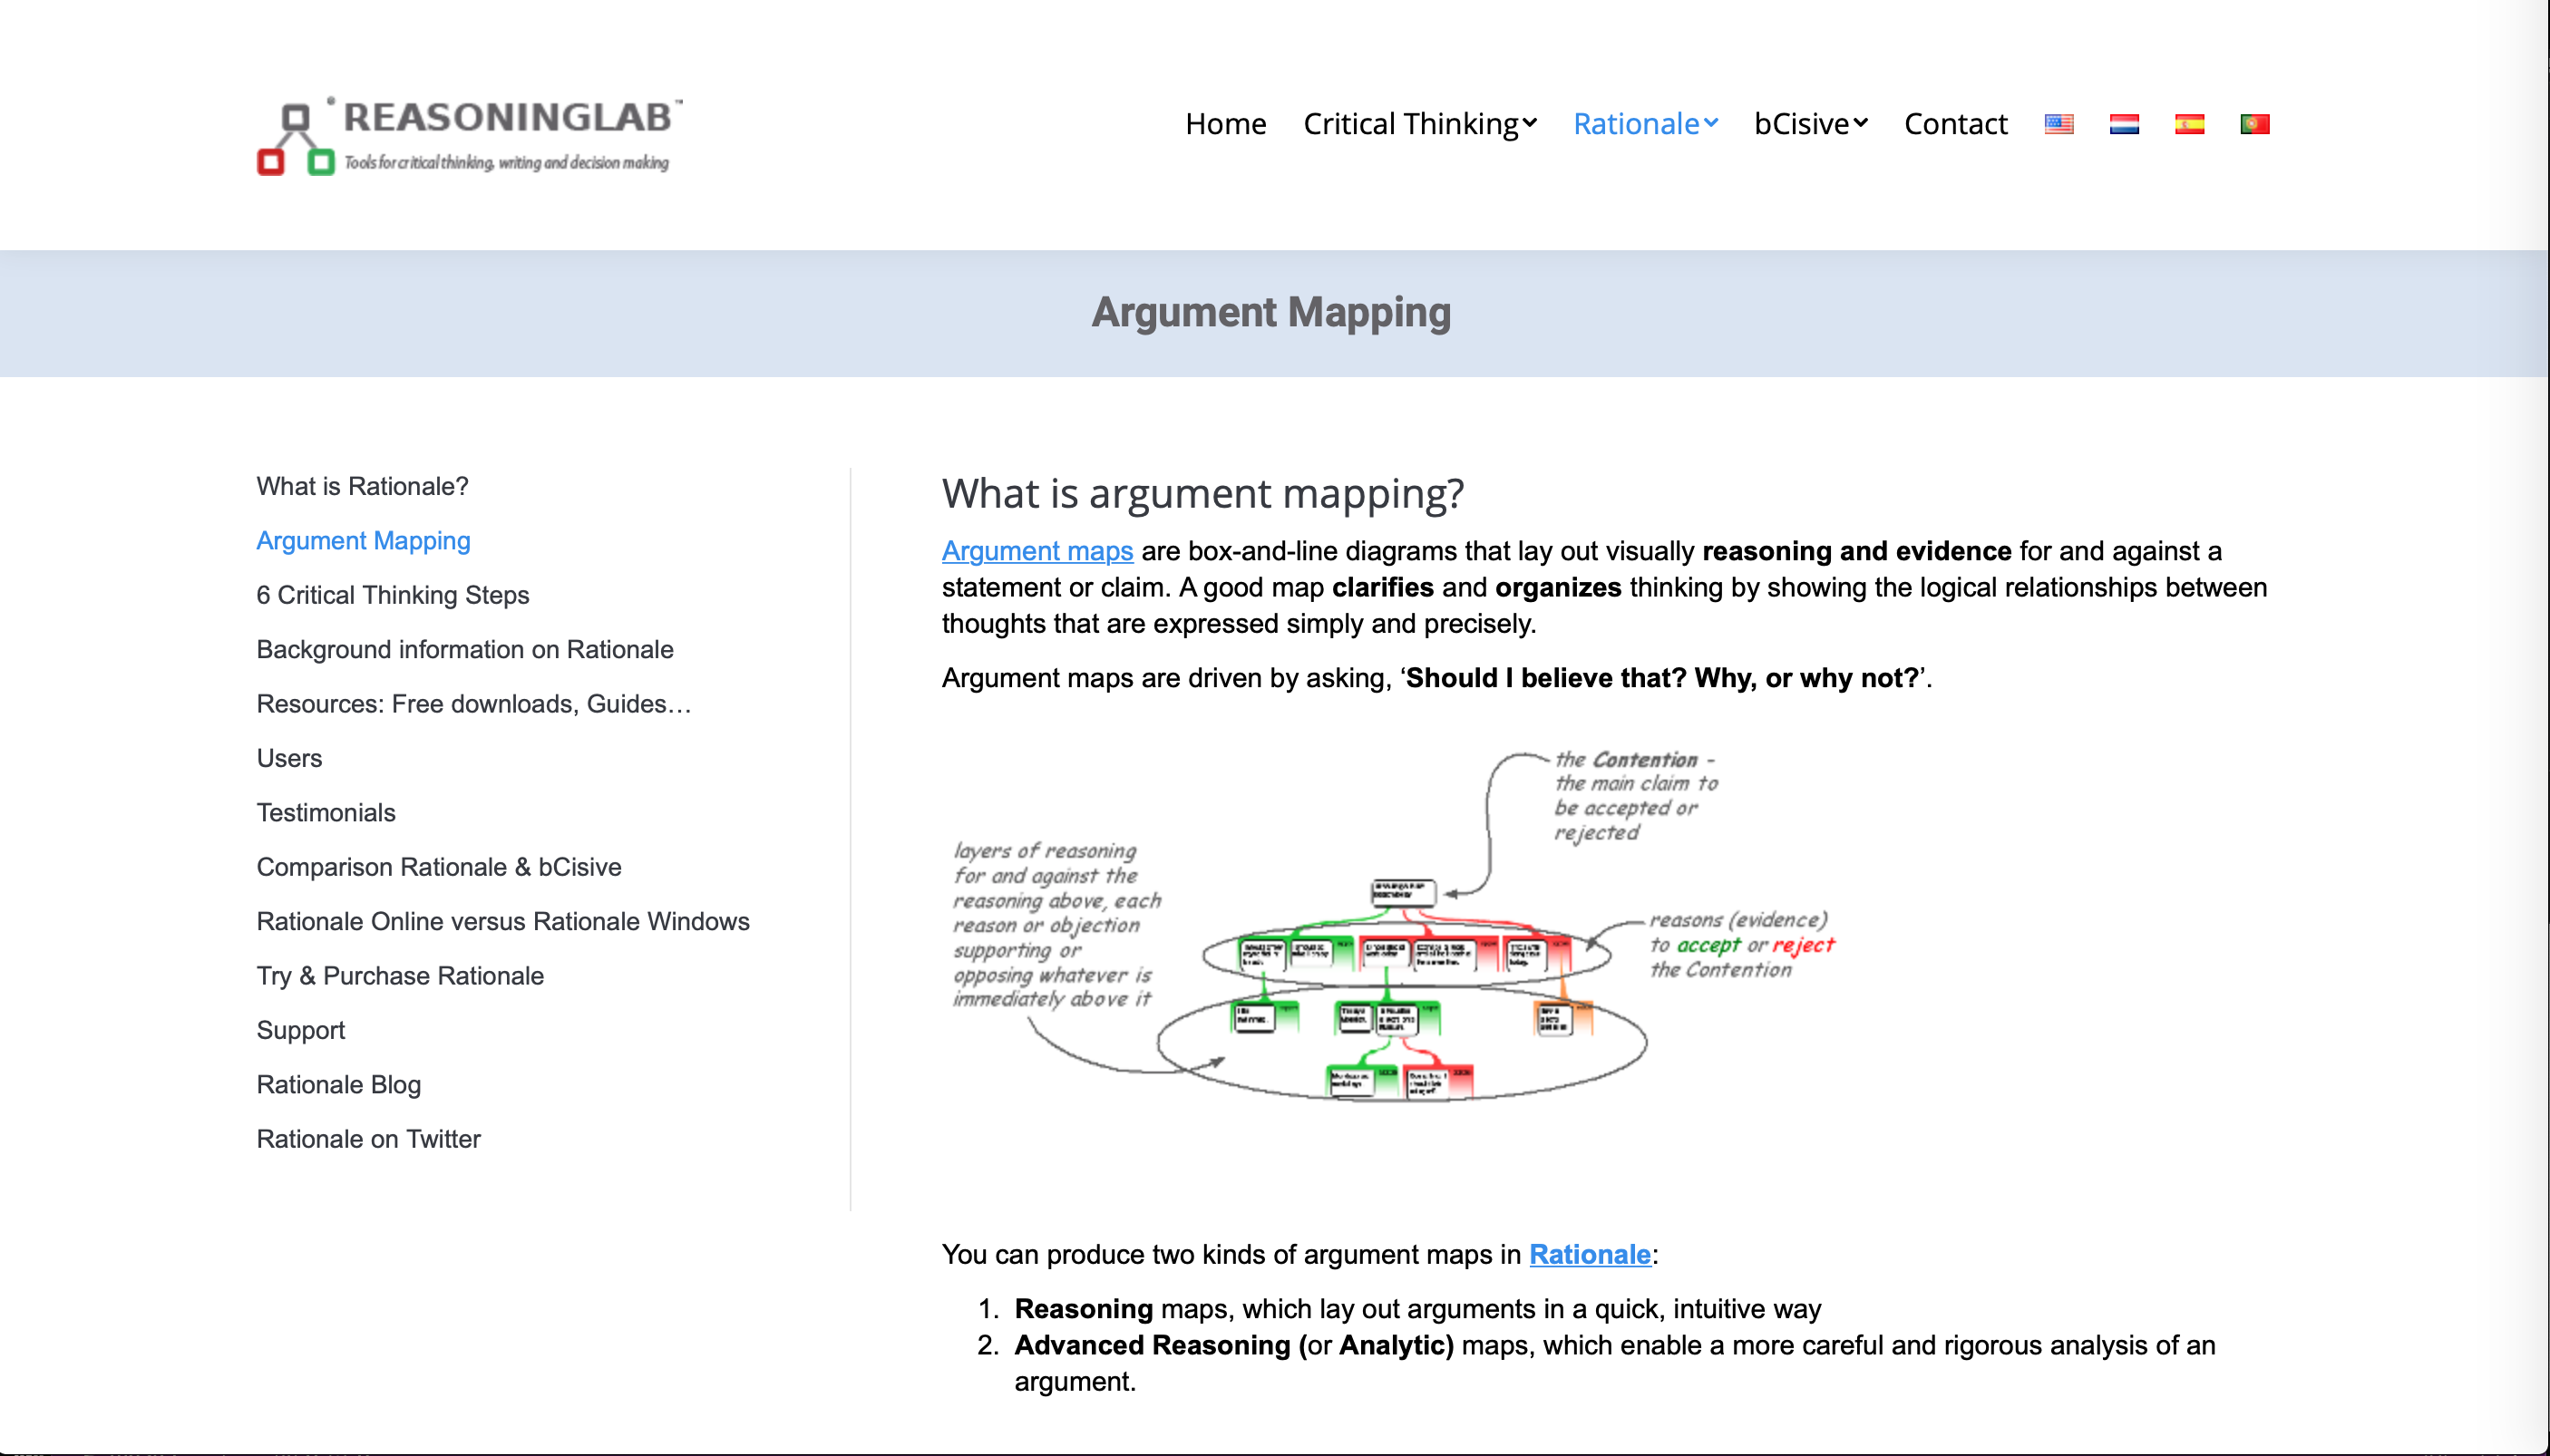 REASONINGLAB™
Tools for critical thinking, writing and decision making
Home Critical Thinking Rationale bCisive Contact
Argument Mapping
What is Rationale?
Argument Mapping
6 Critical Thinking Steps
Background information on Rationale
Resources: Free downloads, Guides…
Users
Testimonials
Comparison Rationale & bCisive
Rationale Online versus Rationale Windows
Try & Purchase Rationale
Support
Rationale Blog
Rationale on Twitter
What is argument mapping?
Argument maps are box-and-line diagrams that lay out visually reasoning and evidence for and against a
statement or claim. A good map clarifies and organizes thinking by showing the logical relationships between
thoughts that are expressed simply and precisely.
Argument maps are driven by asking, ‘Should I believe that? Why, or why not?’.
the Contention -
the main claim to
be accepted or
rejected
layers of reasoning
for and against the
reasoning above, each
reason or objection
supporting or
opposing whatever is
immediately above it
reasons (evidence)
to accept or reject
the Contention
You can produce two kinds of argument maps in Rationale:
1. Reasoning maps, which lay out arguments in a quick, intuitive way
2. Advanced Reasoning (or Analytic) maps, which enable a more careful and rigorous analysis of an
argument.